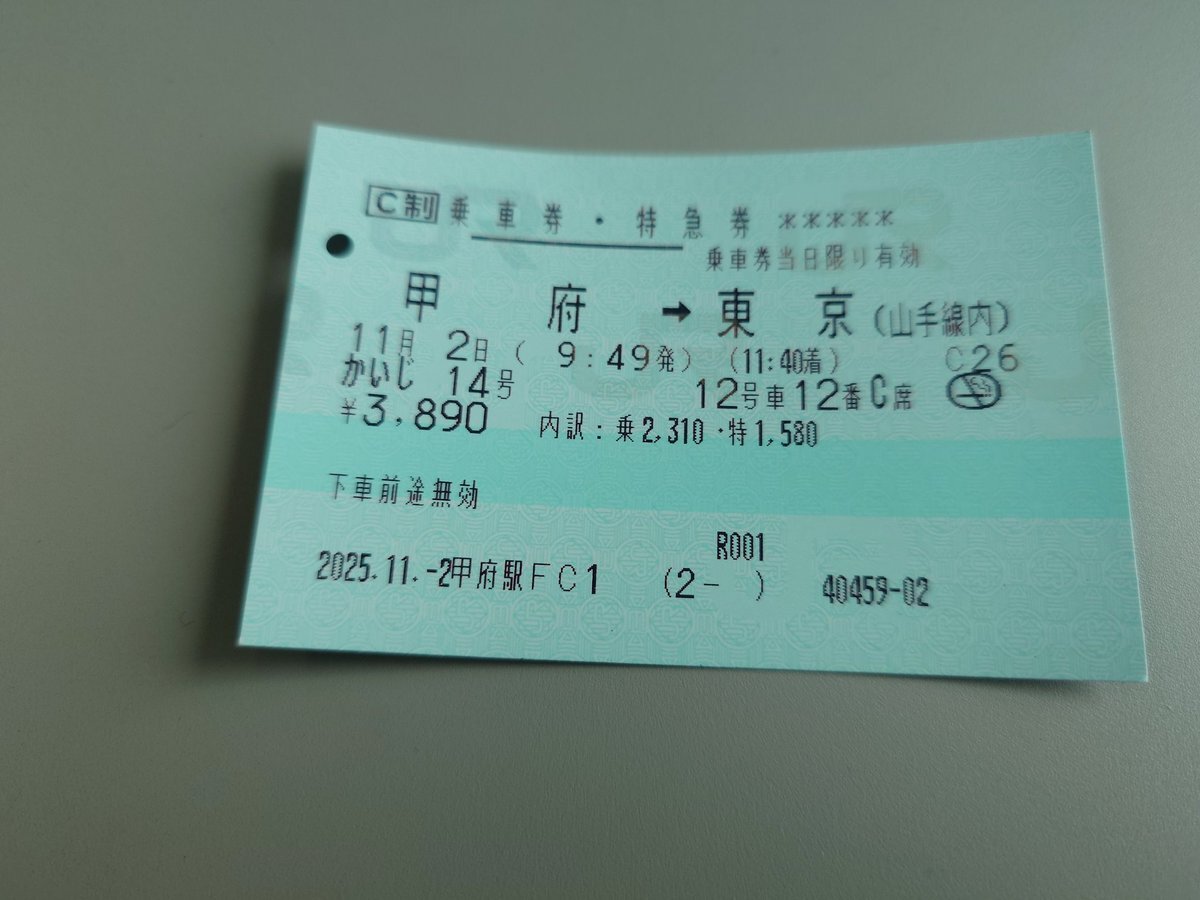 C制 乗車券・特急券 *****
乗車券当日限り有効
甲府 → 東京(山手線内)
11月 2日( 9:49発) (11:40着) C26
かいじ 14号 12号車12番C席
¥3,890 内訳:乗2,310・特1,580
下車前途無効
R001
2025.11.-2甲府駅FC1 (2- ) 40459-02